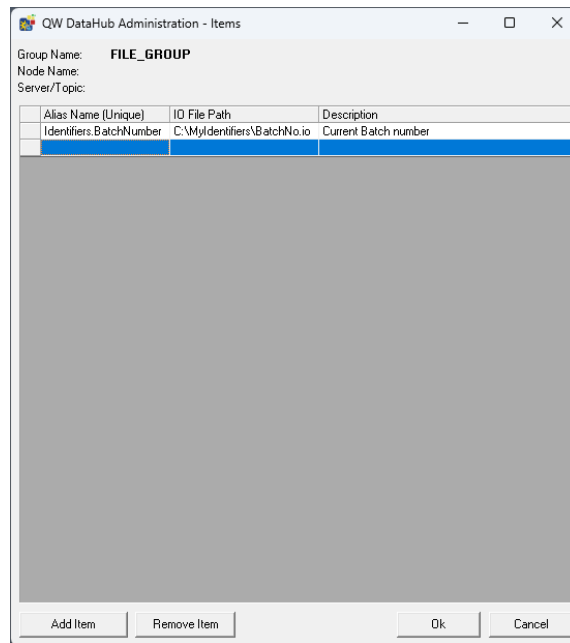 QW DataHub Administration - Items
Group Name: FILE_GROUP
Node Name:
Server/Topic:
Alias Name (Unique) IO File Path Description
Identifiers.BatchNumber C:\MyIdentifiers\BatchNo.io Current Batch number
Add Item Remove Item Ok Cancel